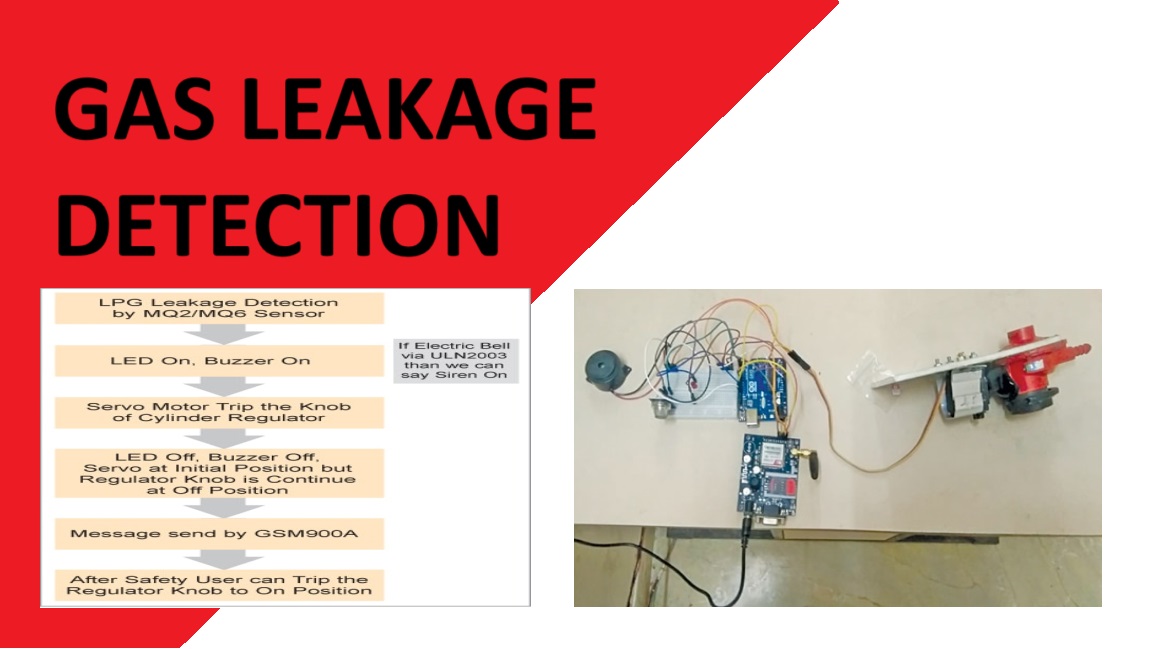 GAS LEAKAGE
DETECTION
LPG Leakage Detection
by MQ2/MQ6 Sensor
LED On, Buzzer On
If Electric Bell
via ULN2003
than we can
say Siren On
Servo Motor Trip the Knob
of Cylinder Regulator
LED Off, Buzzer Off,
Servo at Initial Position but
Regulator Knob is Continue
at Off Position
Message send by GSM900A
After Safety User can Trip the
Regulator Knob to On Position